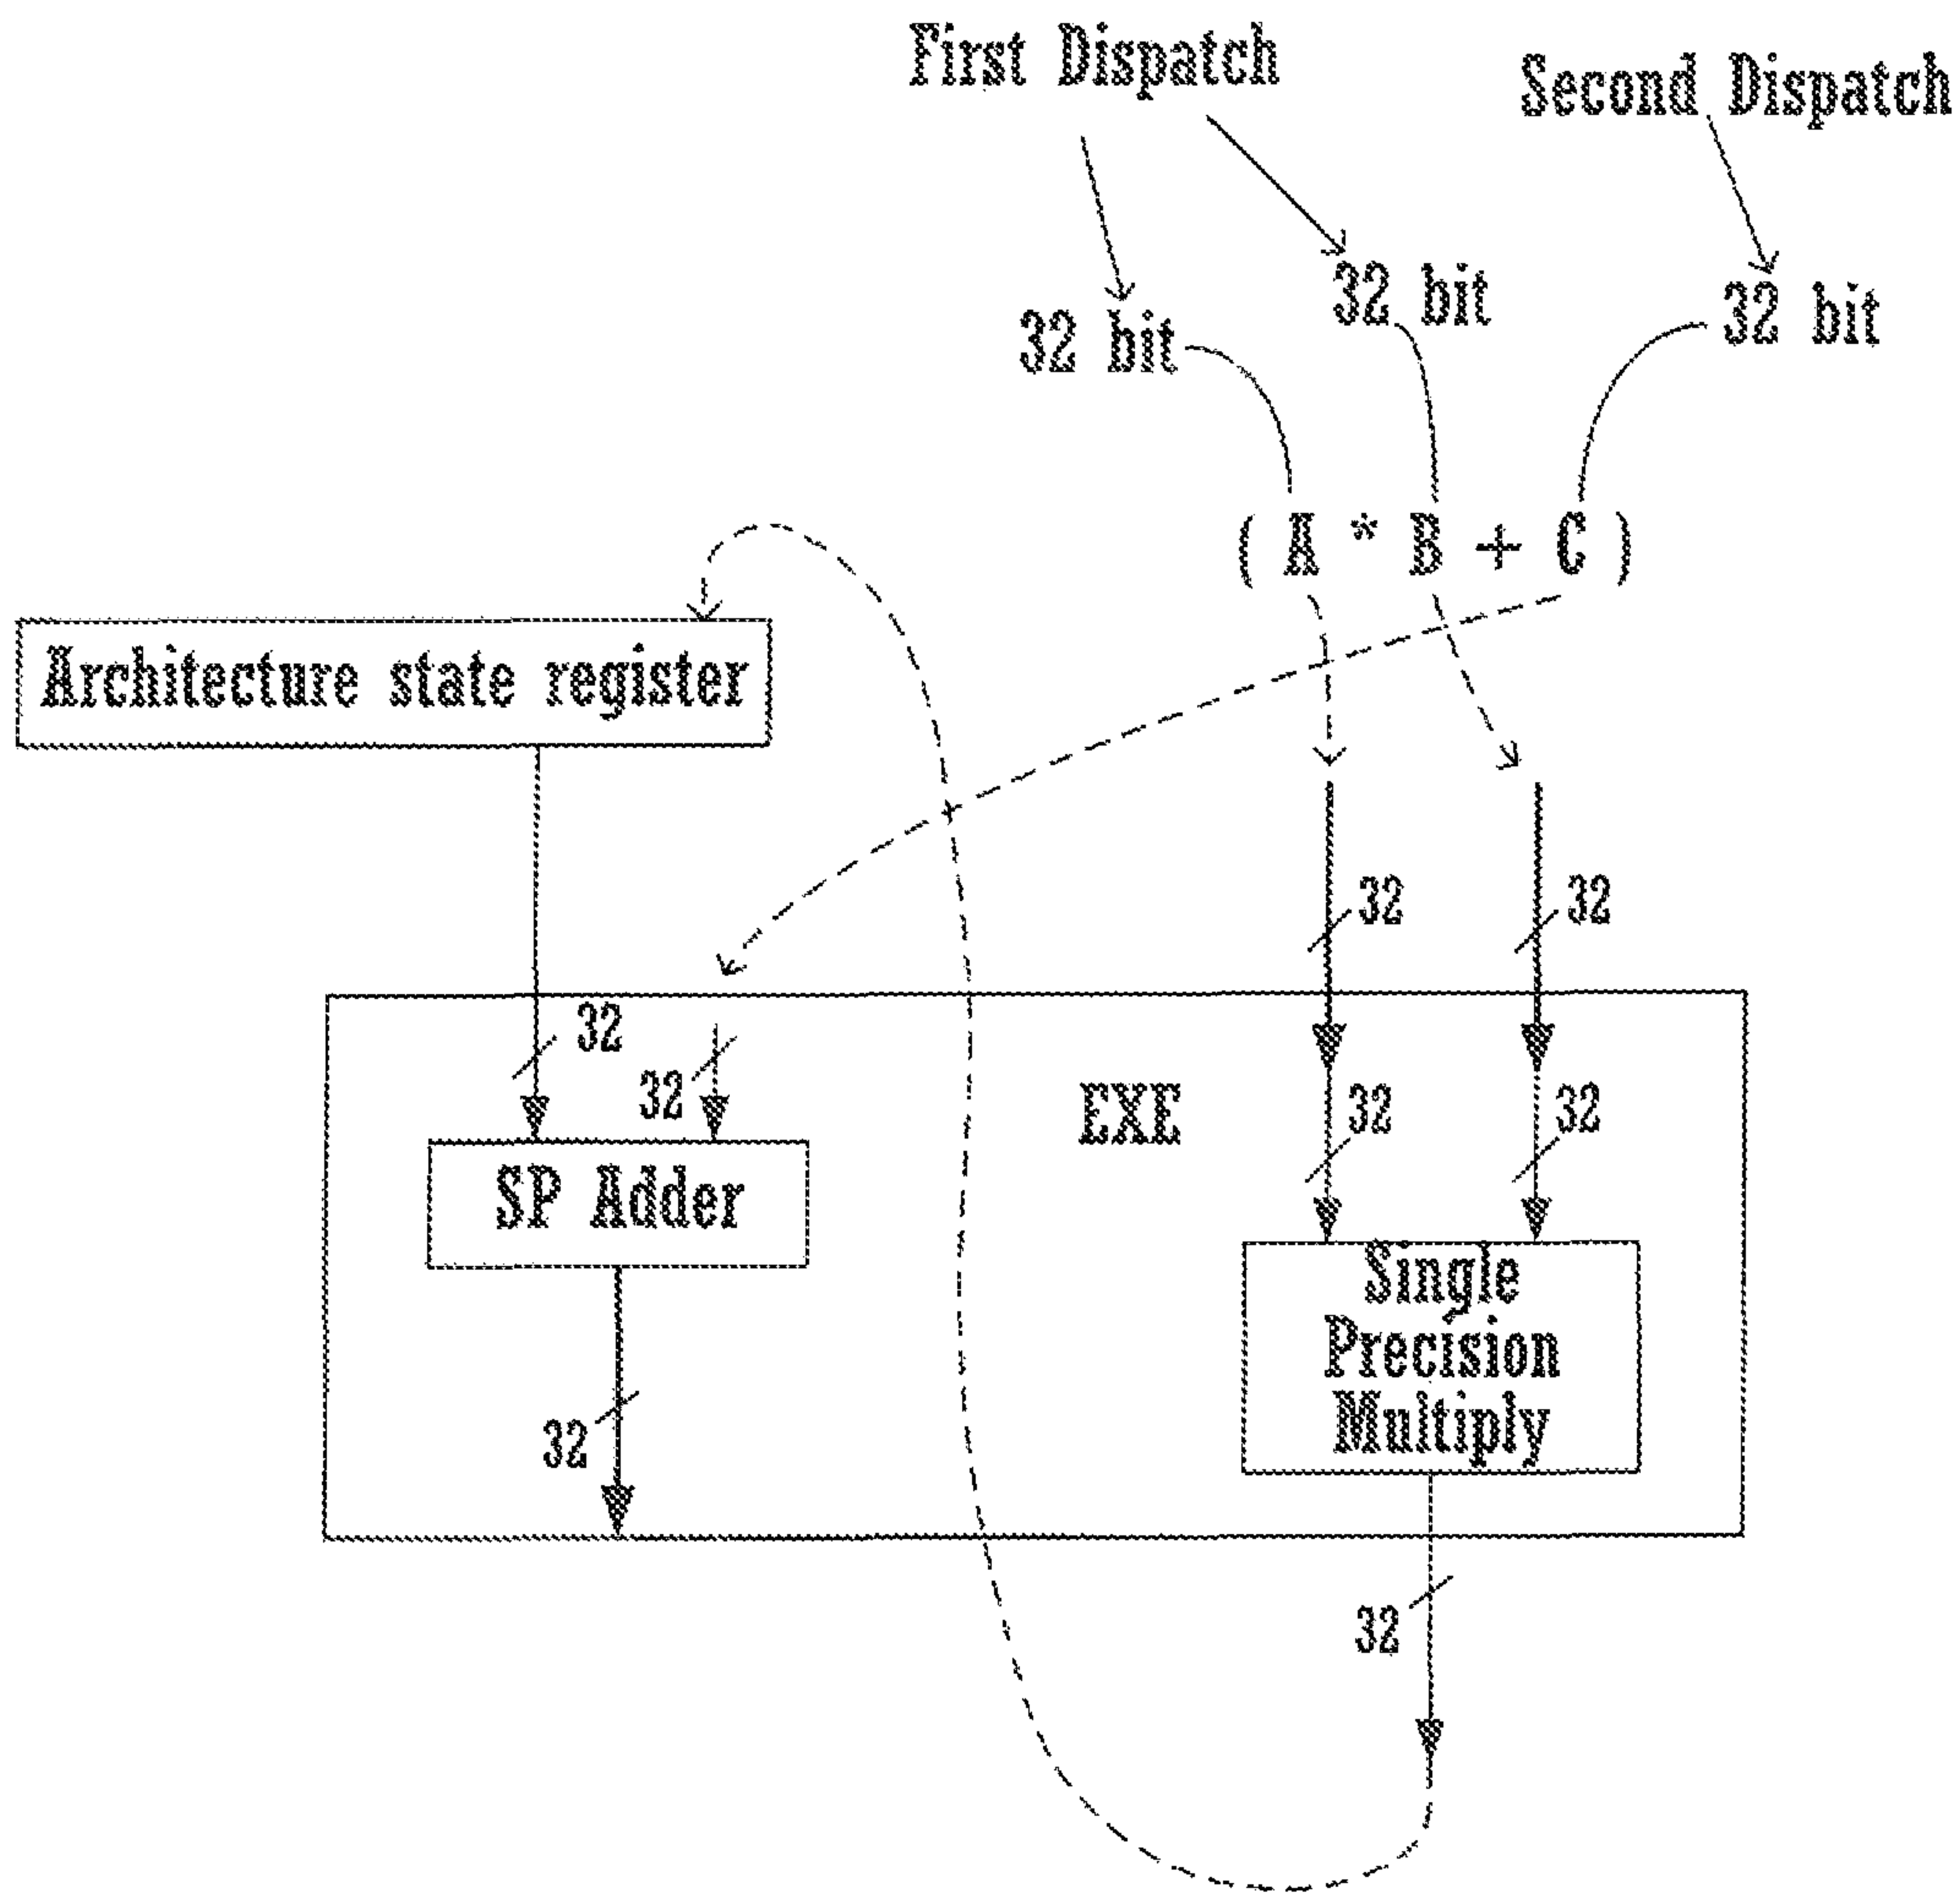 First Dispatch
Second Dispatch
32 bit
32 bit
32 bit
( A * B + C )
Architecture state register
32
32
32
32
EXE
32
32
SP Adder
Single
Precision
Multiply
32
32